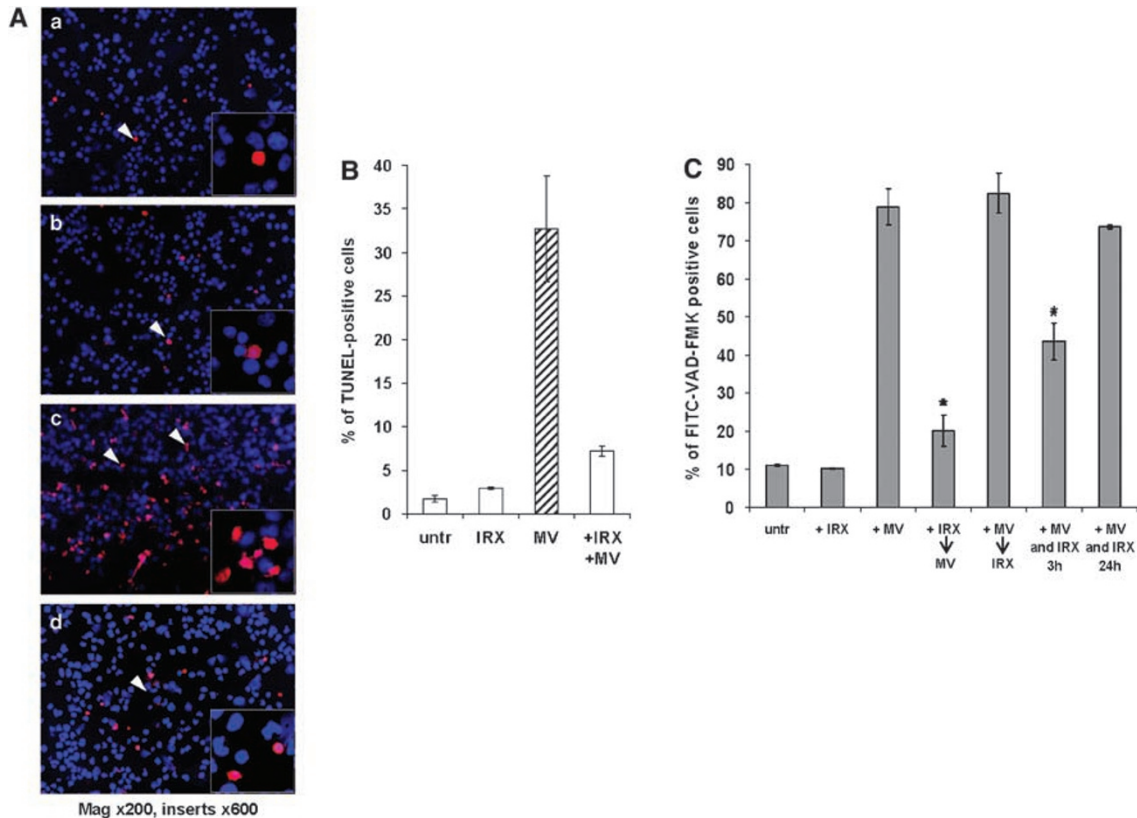 A
a
b
c
d
Mag x200, inserts x600
B
% of TUNEL-positive cells
40
35
30
25
20
15
10
5
0
untr
IRX
MV
+IRX
+MV
C
% of FITC-VAD-FMK positive cells
90
80
70
60
50
40
30
20
10
0
*
*
untr
+ IRX
+ MV
+ IRX
↓
MV
+ MV
↓
IRX
+ MV
and IRX
3h
+ MV
and IRX
24h